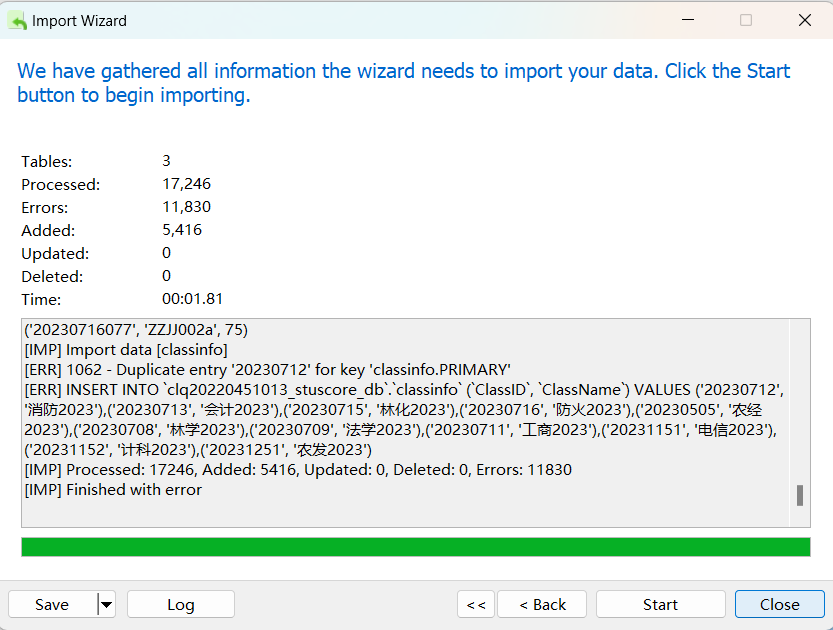 Import Wizard
We have gathered all information the wizard needs to import your data. Click the Start
button to begin importing.
Tables: 3
Processed: 17,246
Errors: 11,830
Added: 5,416
Updated: 0
Deleted: 0
Time: 00:01.81
('20230716077', 'ZZJJ002a', 75)
[IMP] Import data [classinfo]
[ERR] 1062 - Duplicate entry '20230712' for key 'classinfo.PRIMARY'
[ERR] INSERT INTO `clq20220451013_stuscore_db`.`classinfo` (`ClassID`, `ClassName`) VALUES ('20230712',
'消防2023'),('20230713', '会计2023'),('20230715', '林化2023'),('20230716', '防火2023'),('20230505', '农经
2023'),('20230708', '林学2023'),('20230709', '法学2023'),('20230711', '工商2023'),('20231151', '电信2023'),
('20231152', '计科2023'),('20231251', '农发2023')
[IMP] Processed: 17246, Added: 5416, Updated: 0, Deleted: 0, Errors: 11830
[IMP] Finished with error
Save Log << < Back Start Close